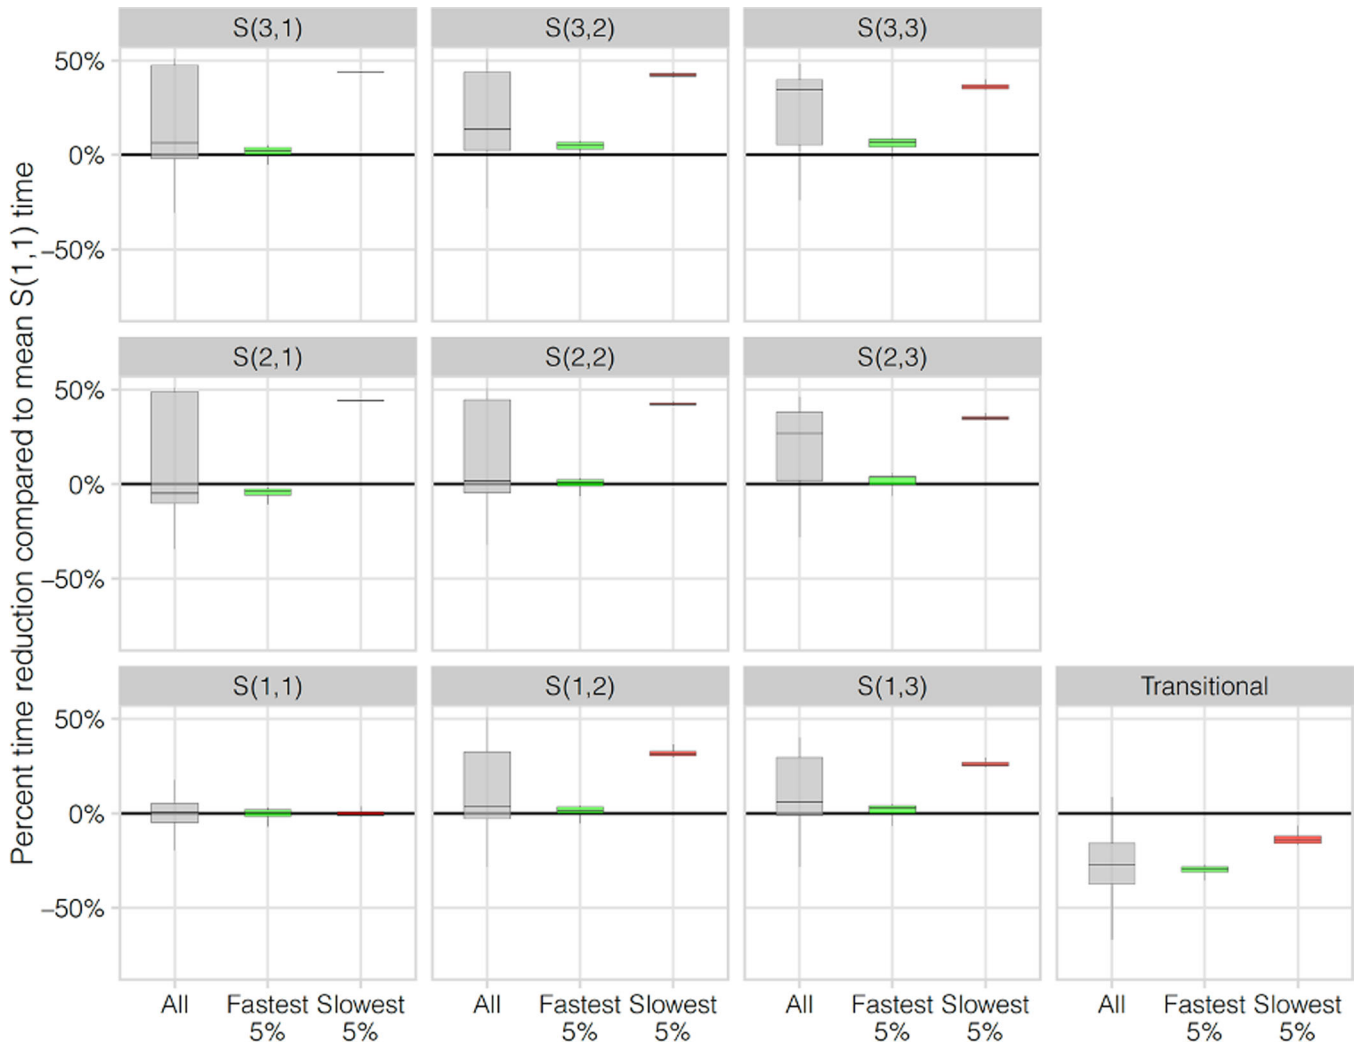 Percent time reduction compared to mean S(1,1) time
S(3,1)
S(3,2)
S(3,3)
50%
0%
−50%
S(2,1)
S(2,2)
S(2,3)
50%
0%
−50%
S(1,1)
S(1,2)
S(1,3)
Transitional
50%
0%
−50%
All
Fastest
5%
Slowest
5%
All
Fastest
5%
Slowest
5%
All
Fastest
5%
Slowest
5%
All
Fastest
5%
Slowest
5%